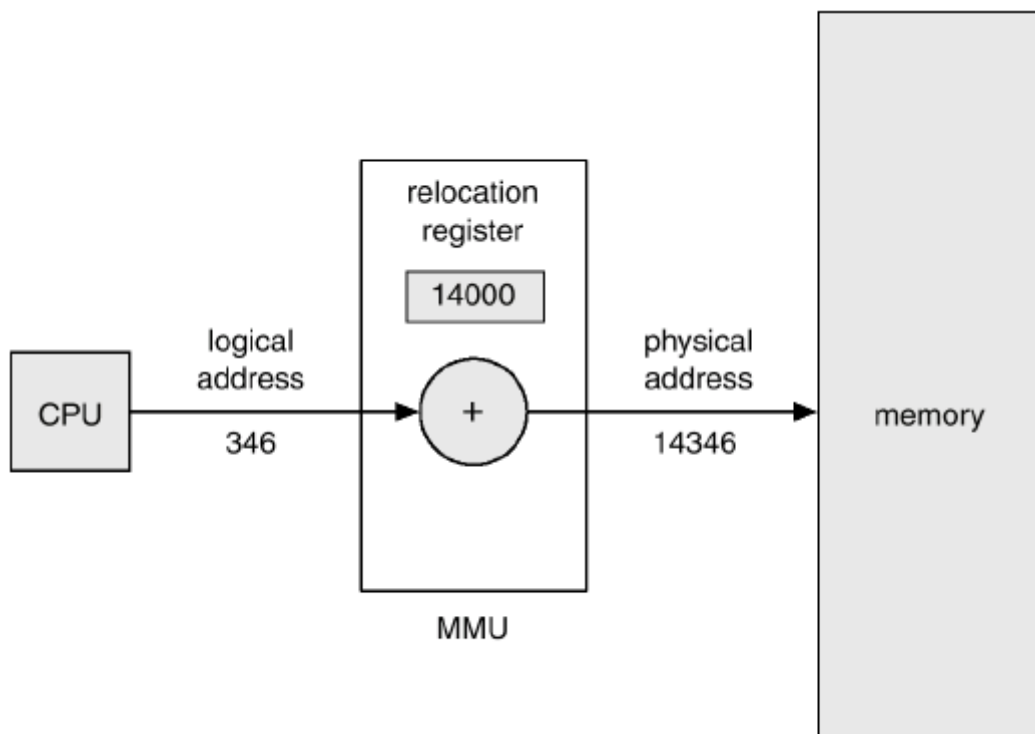 relocation
register
14000
logical
address
physical
address
CPU
+
memory
346
14346
MMU